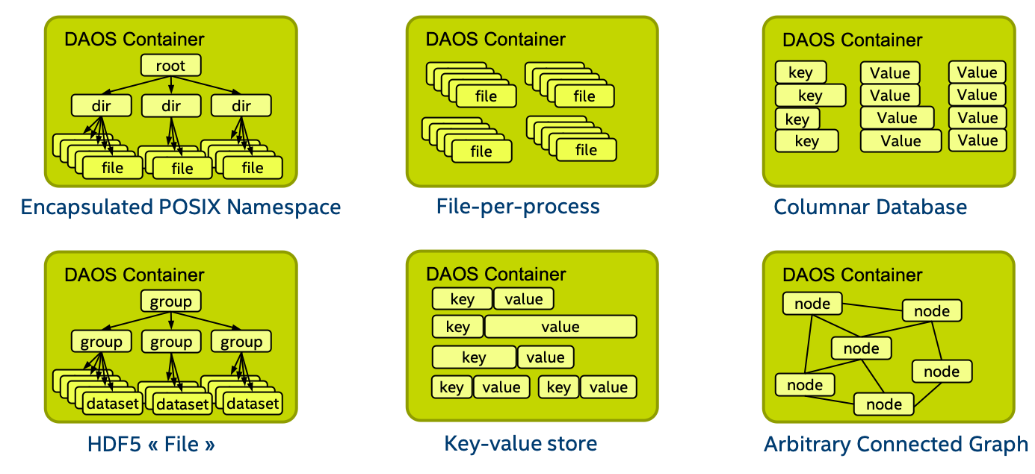 DAOS Container
root
dir dir dir
file file file
Encapsulated POSIX Namespace
DAOS Container
file file
file file
File-per-process
DAOS Container
key Value Value
key Value Value
key Value Value
key Value Value
Columnar Database
DAOS Container
group
group group group
dataset dataset dataset
HDF5 « File »
DAOS Container
key value
key value
key value
key value key value
Key-value store
DAOS Container
node
node
node
node
node
node
Arbitrary Connected Graph